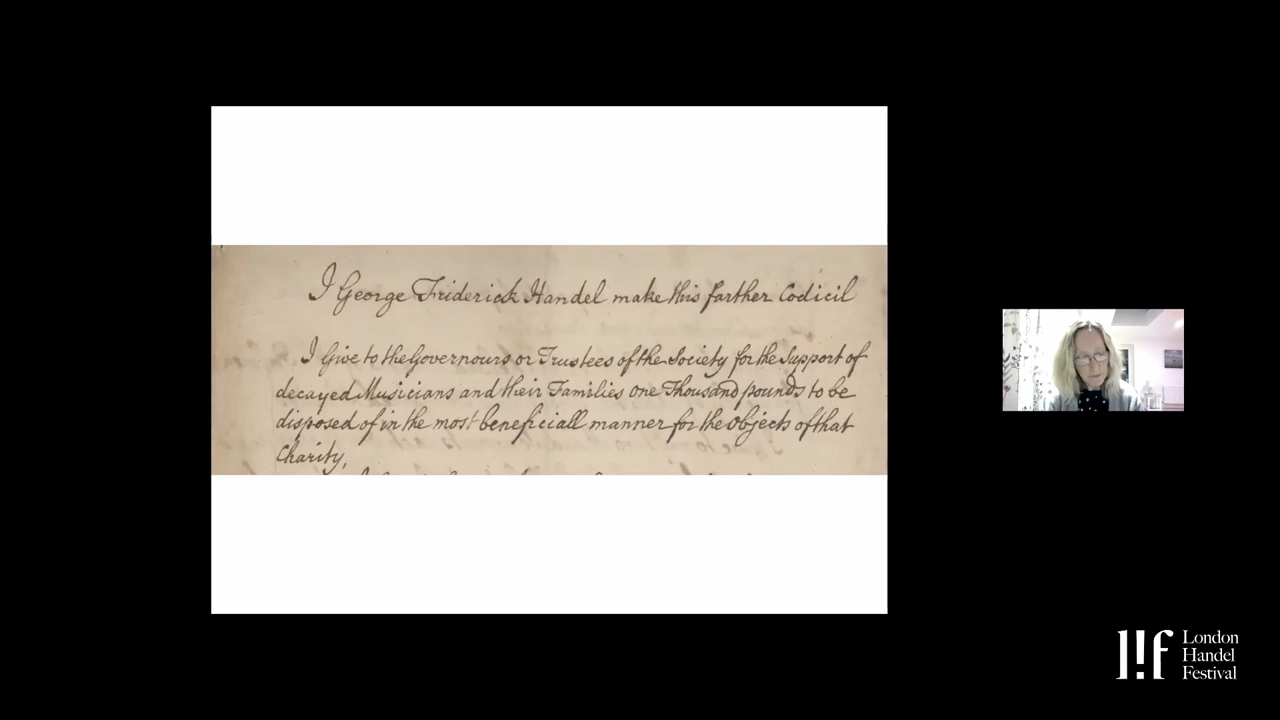 I George Friderick Handel make this farther Codicil
I Give to the Governours or Trustees of the Society for the Support of
decayed Musicians and their Families one Thousand pounds to be
disposed of in the most beneficiall manner for the objects of that
Charity,
London
Handel
Festival